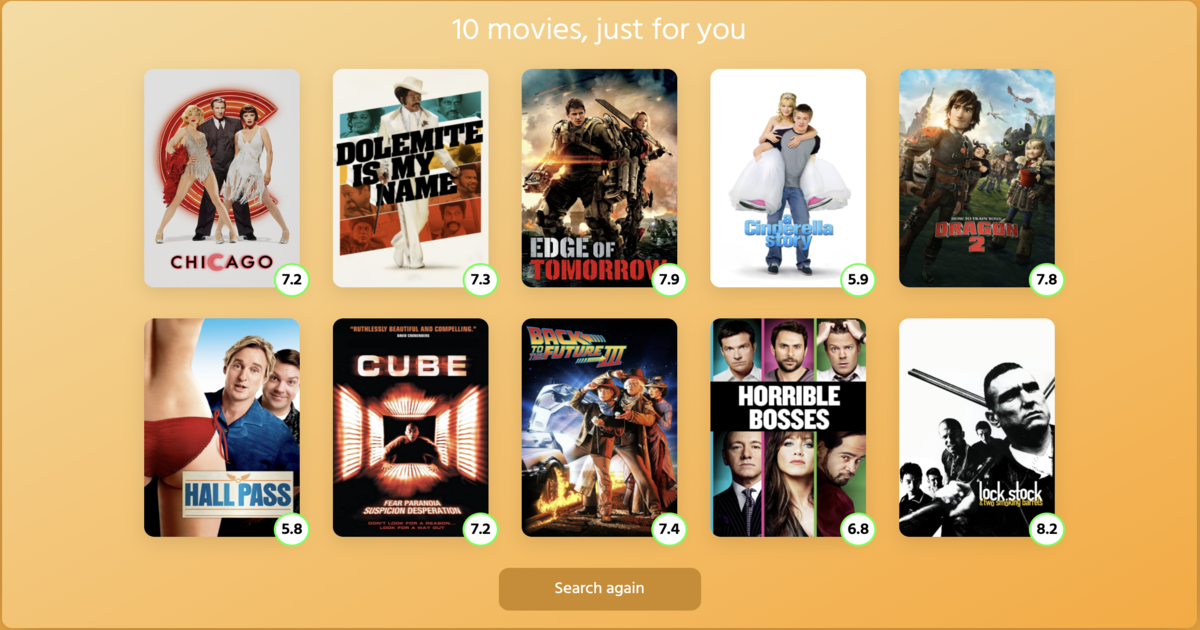 10 movies, just for you
CHICAGO
7.2
DOLEMITE
IS MY
NAME
7.3
EDGE OF
TOMORROW
7.9
a
Cinderella
story
5.9
HOW TO TRAIN YOUR
DRAGON
2
7.8
HALL PASS
5.8
"RUTHLESSLY BEAUTIFUL AND COMPELLING."
DAVID CRONENBERG
CUBE
FEAR PARANOIA
SUSPICION DESPERATION
DON'T LOOK FOR A REASON...
LOOK FOR A WAY OUT
7.2
BACK
TO THE
FUTURE III
7.4
HORRIBLE
BOSSES
6.8
lock stock
& two smoking barrels
8.2
Search again